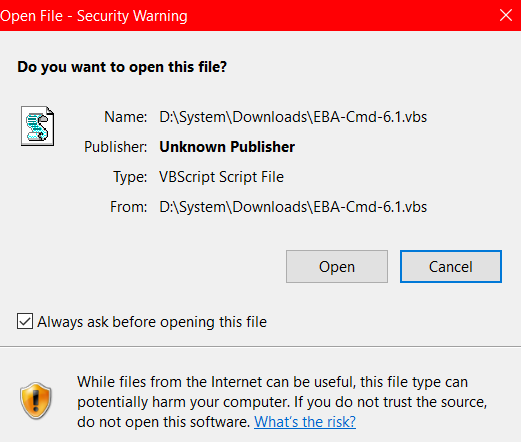 Open File - Security Warning
Do you want to open this file?
Name: D:\System\Downloads\EBA-Cmd-6.1.vbs
Publisher: Unknown Publisher
Type: VBScript Script File
From: D:\System\Downloads\EBA-Cmd-6.1.vbs
Open Cancel
Always ask before opening this file
While files from the Internet can be useful, this file type can
potentially harm your computer. If you do not trust the source,
do not open this software. What's the risk?